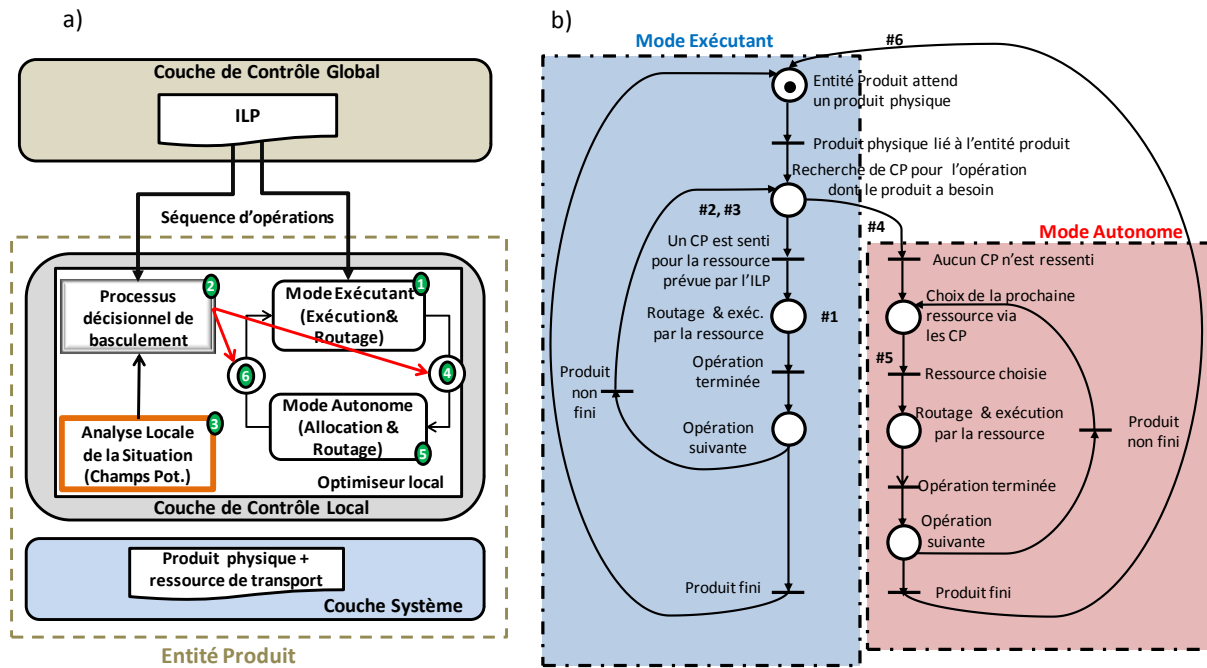 a)
Couche de Contrôle Global
ILP
Séquence d'opérations
Processus
décisionnel de
basculement
2
Mode Exécutant
(Exécution&
Routage)
1
6
4
Analyse Locale
de la Situation
(Champs Pot.)
3
Mode Autonome
(Allocation &
Routage)
5
Optimiseur local
Couche de Contrôle Local
Produit physique +
ressource de transport
Couche Système
Entité Produit
b)
Mode Exécutant
#6
Entité Produit attend
un produit physique
Produit physique lié à l'entité produit
Recherche de CP pour l'opération
dont le produit a besoin
#2, #3
#4
Un CP est senti
pour la ressource
prévue par l'ILP
Routage & exéc.
par la ressource
#1
Opération
terminée
Produit
non
fini
Opération
suivante
Produit fini
Mode Autonome
Aucun CP n'est ressenti
Choix de la prochaine
ressource via
les CP
#5
Ressource choisie
Routage & exécution
par la ressource
Produit
non fini
Opération terminée
Opération
suivante
Produit fini